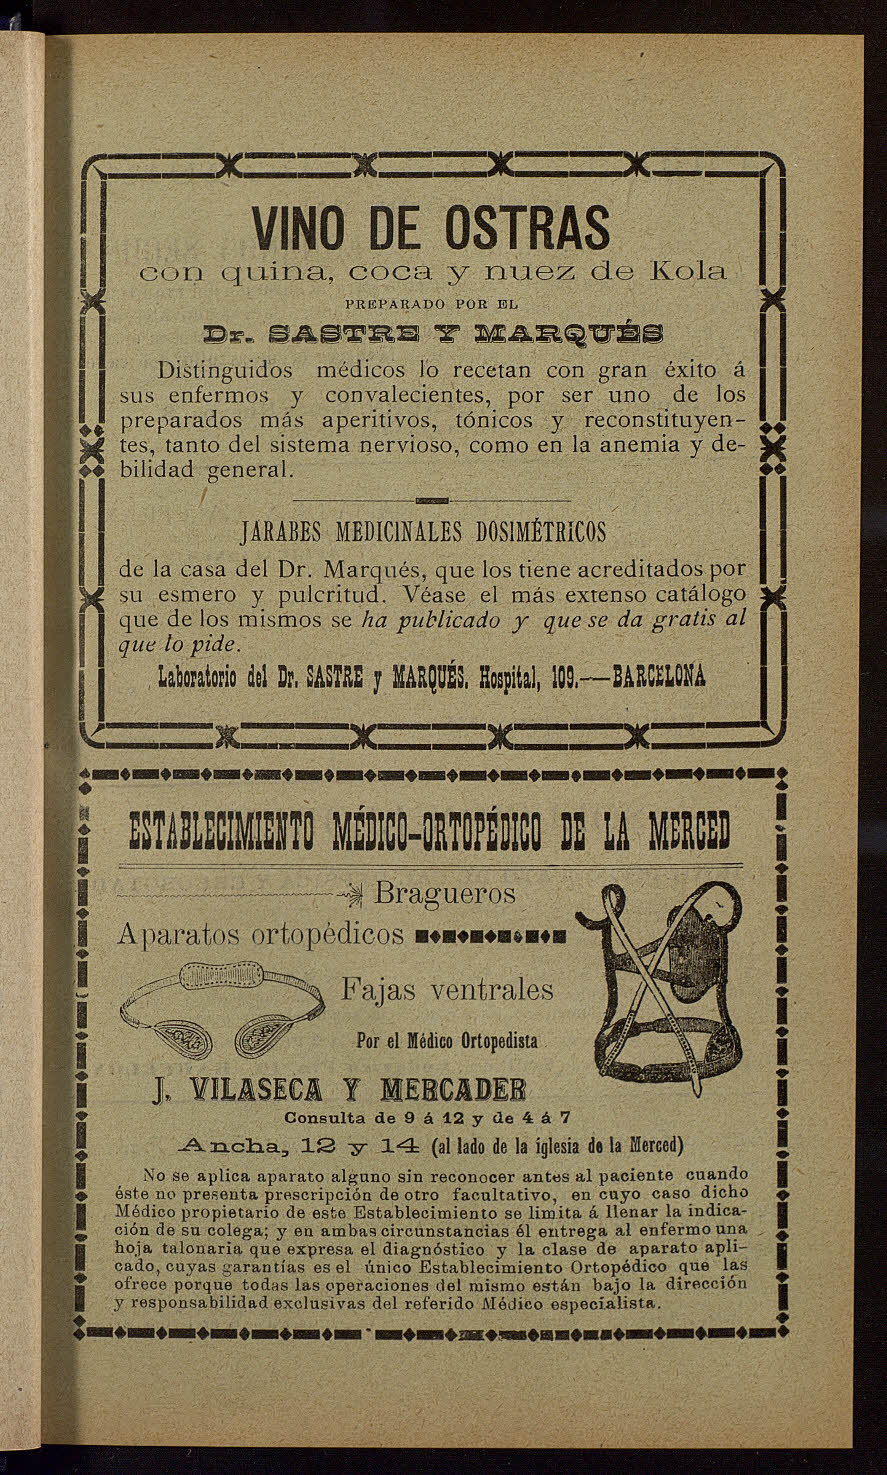 VINO DE OSTRAS
con quina, coca y nuez de Kola
PREPARADO POR EL
Dr. SASTRE Y MARQUÉS
Distinguidos médicos lo recetan con gran éxito á
sus enfermos y convalecientes, por ser uno de los
preparados más aperitivos, tónicos y reconstituyen-
tes, tanto del sistema nervioso, como en la anemia y de-
bilidad general.
JARABES MEDICINALES DOSIMÉTRICOS
de la casa del Dr. Marqués, que los tiene acreditados por
su esmero y pulcritud. Véase el más extenso catálogo
que de los mismos se ha publicado y que se da gratis al
que lo pide.
Laboratorio del Dr. SASTRE y MARQUÉS. Hospital, 109.—BARCELONA
ESTABLECIMIENTO MÉDICO-ORTOPÉDICO DE LA MERCED
Bragueros
Aparatos ortopédicos
Fajas ventrales
Por el Médico Ortopedista
J. VILASECA Y MERCADER
Consulta de 9 á 12 y de 4 á 7
Ancha, 12 y 14 (al lado de la iglesia de la Merced)
No se aplica aparato alguno sin reconocer antes al paciente cuando
éste no presenta prescripción de otro facultativo, en cuyo caso dicho
Médico propietario de este Establecimiento se limita á llenar la indica-
ción de su colega; y en ambas circunstancias él entrega al enfermo una
hoja talonaria que expresa el diagnóstico y la clase de aparato apli-
cado, cuyas garantías es el único Establecimiento Ortopédico que las
ofrece porque todas las operaciones del mismo están bajo la dirección
y responsabilidad exclusivas del referido Médico especialista.